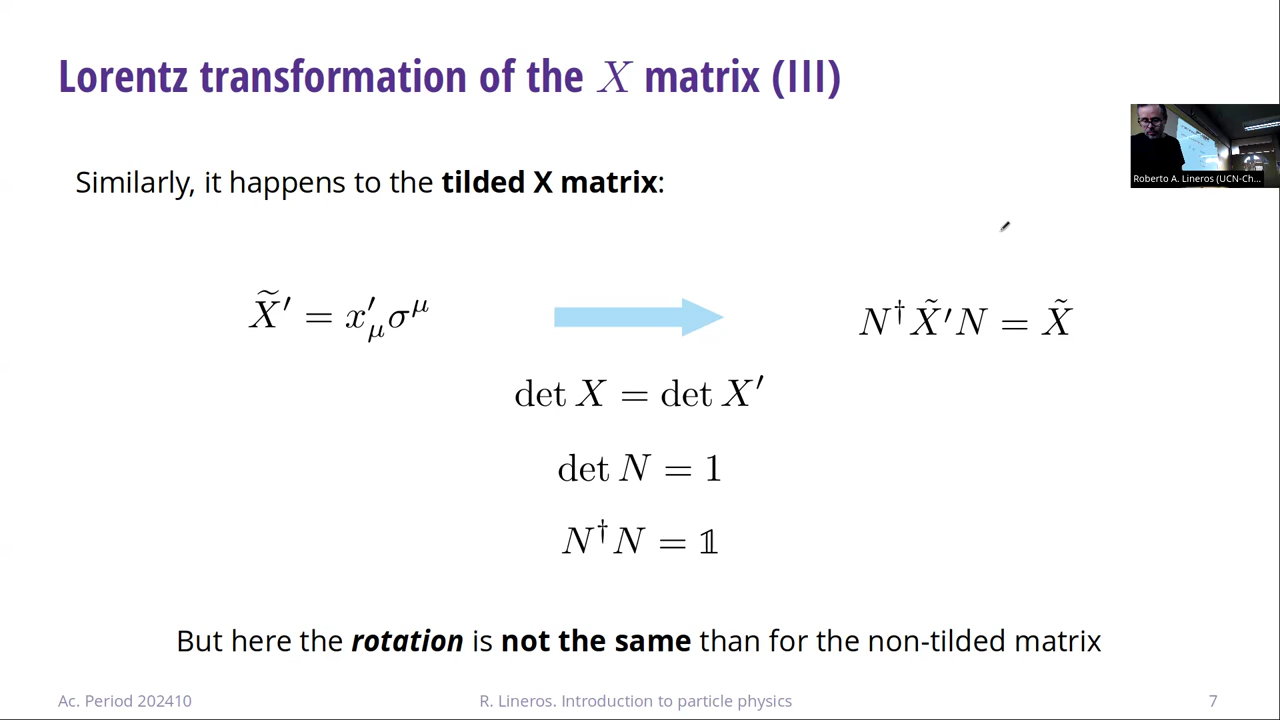 Lorentz transformation of the X matrix (III)
Roberto A. Lineros (UCN-Ch...
Similarly, it happens to the tilded X matrix:
X̃′ = x′_μ σ^μ
N†X̃′N = X̃
det X = det X′
det N = 1
N†N = 𝟙
But here the rotation is not the same than for the non-tilded matrix
Ac. Period 202410
R. Lineros. Introduction to particle physics
7